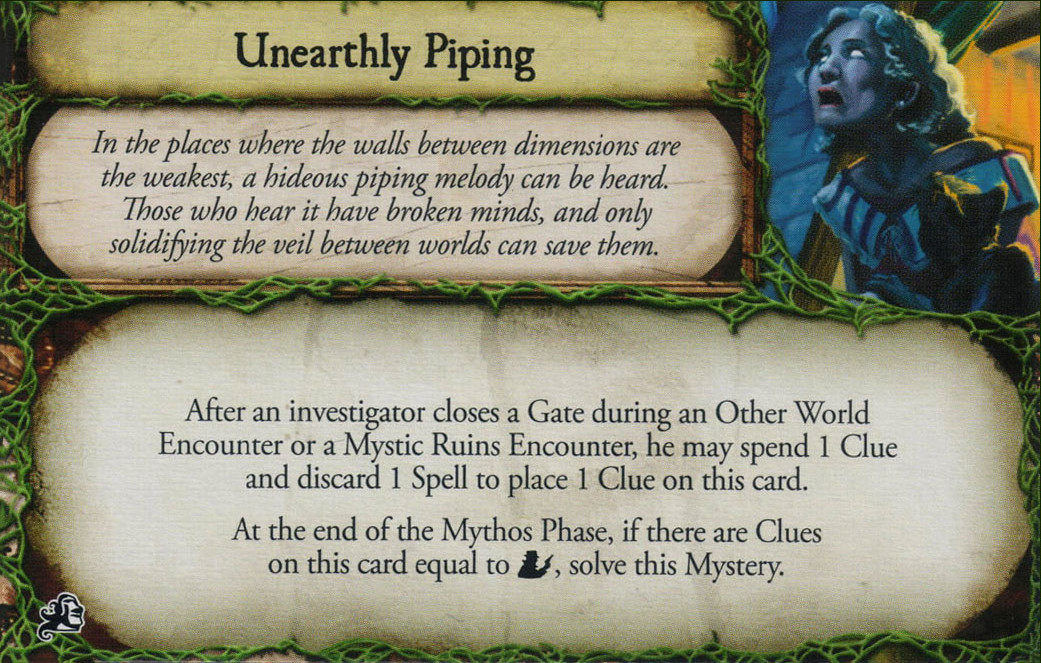 Unearthly Piping
In the places where the walls between dimensions are
the weakest, a hideous piping melody can be heard.
Those who hear it have broken minds, and only
solidifying the veil between worlds can save them.
After an investigator closes a Gate during an Other World
Encounter or a Mystic Ruins Encounter, he may spend 1 Clue
and discard 1 Spell to place 1 Clue on this card.
At the end of the Mythos Phase, if there are Clues
on this card equal to , solve this Mystery.